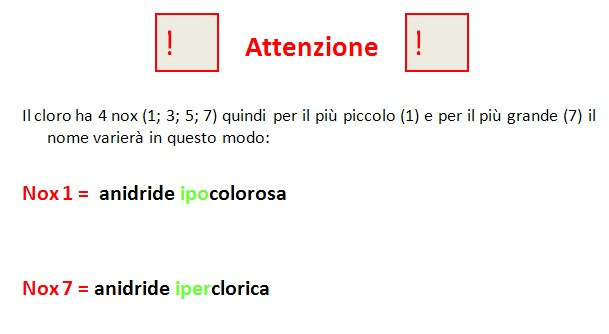 ! Attenzione !
Il cloro ha 4 nox (1; 3; 5; 7) quindi per il più piccolo (1) e per il più grande (7) il
nome varierà in questo modo:
Nox 1 = anidride ipocolorosa
Nox 7 = anidride iperclorica